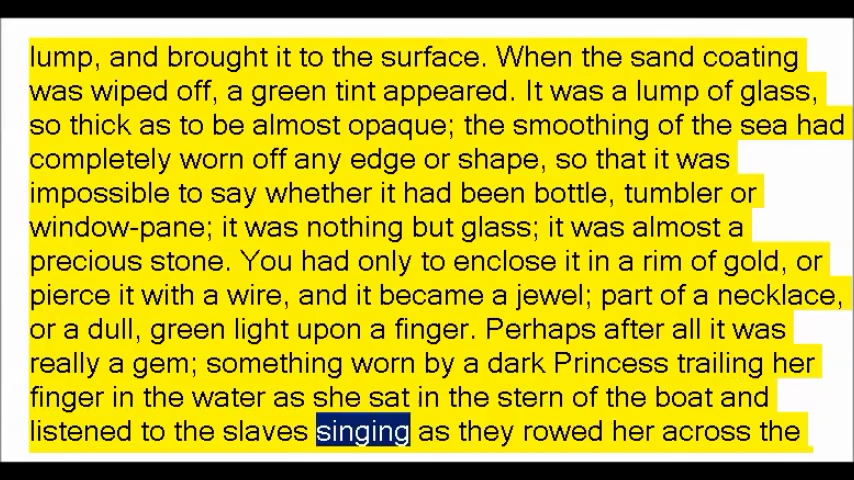 lump, and brought it to the surface. When the sand coating
was wiped off, a green tint appeared. It was a lump of glass,
so thick as to be almost opaque; the smoothing of the sea had
completely worn off any edge or shape, so that it was
impossible to say whether it had been bottle, tumbler or
window-pane; it was nothing but glass; it was almost a
precious stone. You had only to enclose it in a rim of gold, or
pierce it with a wire, and it became a jewel; part of a necklace,
or a dull, green light upon a finger. Perhaps after all it was
really a gem; something worn by a dark Princess trailing her
finger in the water as she sat in the stern of the boat and
listened to the slaves singing as they rowed her across the